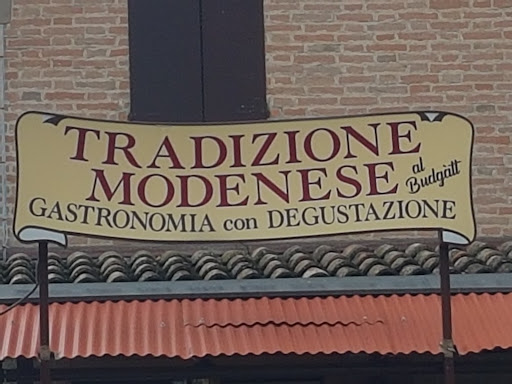 TRADIZIONE
MODENESE al Budgàtt
GASTRONOMIA con DEGUSTAZIONE